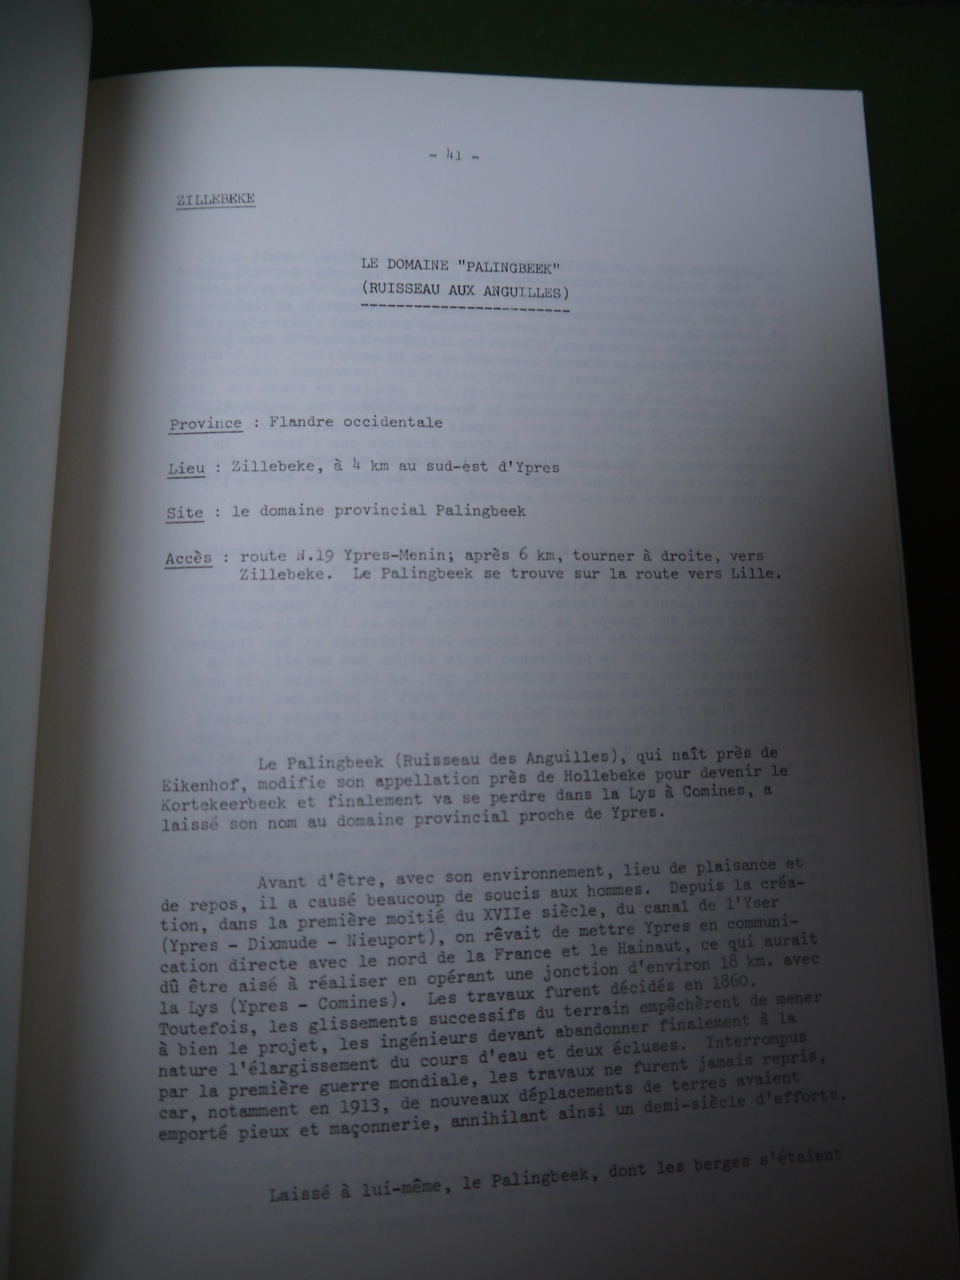 - 41 -
ZILLEBEKE
LE DOMAINE "PALINGBEEK"
(RUISSEAU AUX ANGUILLES)
Province : Flandre occidentale
Lieu : Zillebeke, à 4 km au sud-est d'Ypres
Site : le domaine provincial Palingbeek
Accès : route N.19 Ypres-Menin; après 6 km, tourner à droite, vers
Zillebeke. Le Palingbeek se trouve sur la route vers Lille.
Le Palingbeek (Ruisseau des Anguilles), qui naît près de
Eikenhof, modifie son appellation près de Hollebeke pour devenir le
Kortekeerbeek et finalement va se perdre dans la Lys à Comines, a
laissé son nom au domaine provincial proche de Ypres.
Avant d'être, avec son environnement, lieu de plaisance et
de repos, il a causé beaucoup de soucis aux hommes. Depuis la créa-
tion, dans la première moitié du XVIIe siècle, du canal de l'Yser
(Ypres - Dixmude - Nieuport), on rêvait de mettre Ypres en communi-
cation directe avec le nord de la France et le Hainaut, ce qui aurait
dû être aisé à réaliser en opérant une jonction d'environ 18 km. avec
la Lys (Ypres - Comines). Les travaux furent décidés en 1860.
Toutefois, les glissements successifs du terrain empêchèrent de mener
à bien le projet, les ingénieurs devant abandonner finalement à la
nature l'élargissement du cours d'eau et deux écluses. Interrompus
par la première guerre mondiale, les travaux ne furent jamais repris,
car, notamment en 1913, de nouveaux déplacements de terres avaient
emporté pieux et maçonnerie, annihilant ainsi un demi-siècle d'efforts.
Laissé à lui-même, le Palingbeek, dont les berges s'étaient